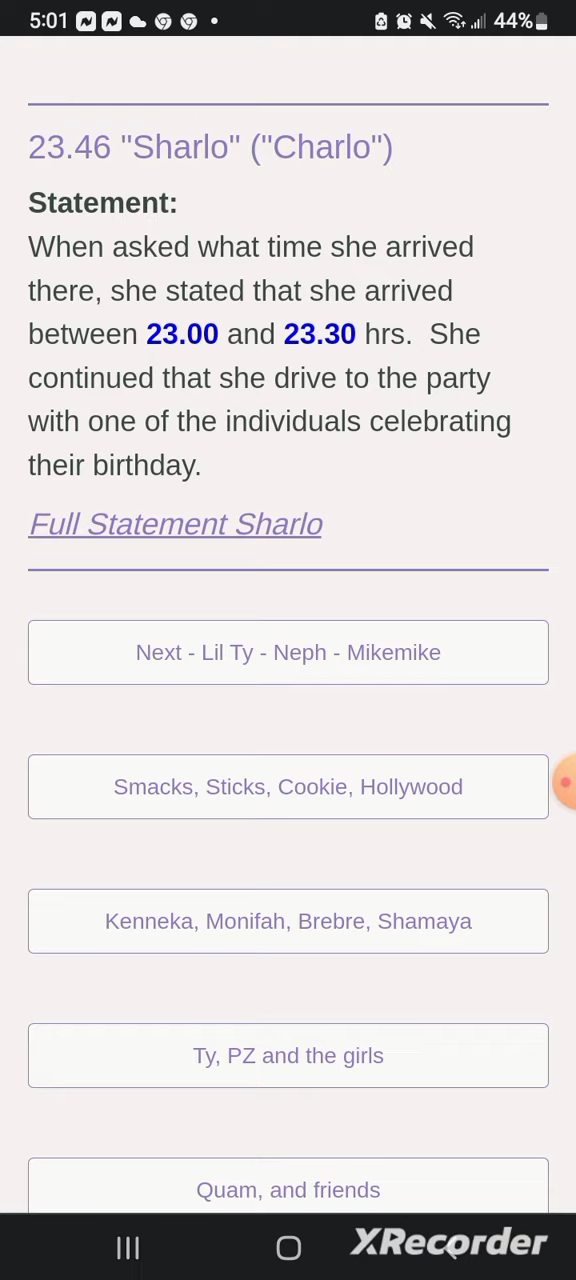 5:01
44%
23.46 "Sharlo" ("Charlo")
Statement:
When asked what time she arrived
there, she stated that she arrived
between 23.00 and 23.30 hrs.  She
continued that she drive to the party
with one of the individuals celebrating
their birthday.
Full Statement Sharlo
Next - Lil Ty - Neph - Mikemike
Smacks, Sticks, Cookie, Hollywood
Kenneka, Monifah, Brebre, Shamaya
Ty, PZ and the girls
Quam, and friends
XRecorder